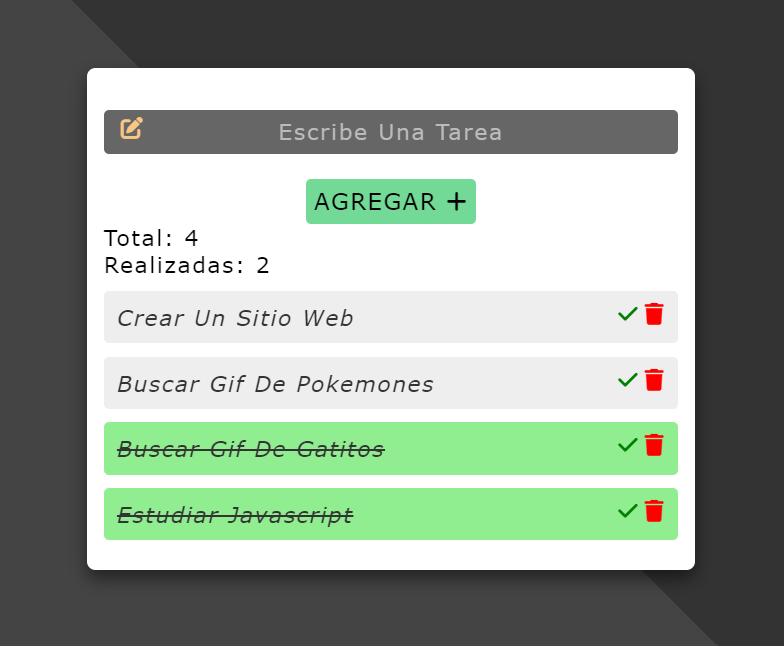 Escribe Una Tarea
AGREGAR +
Total: 4
Realizadas: 2
Crear Un Sitio Web
Buscar Gif De Pokemones
Buscar Gif De Gatitos
Estudiar Javascript